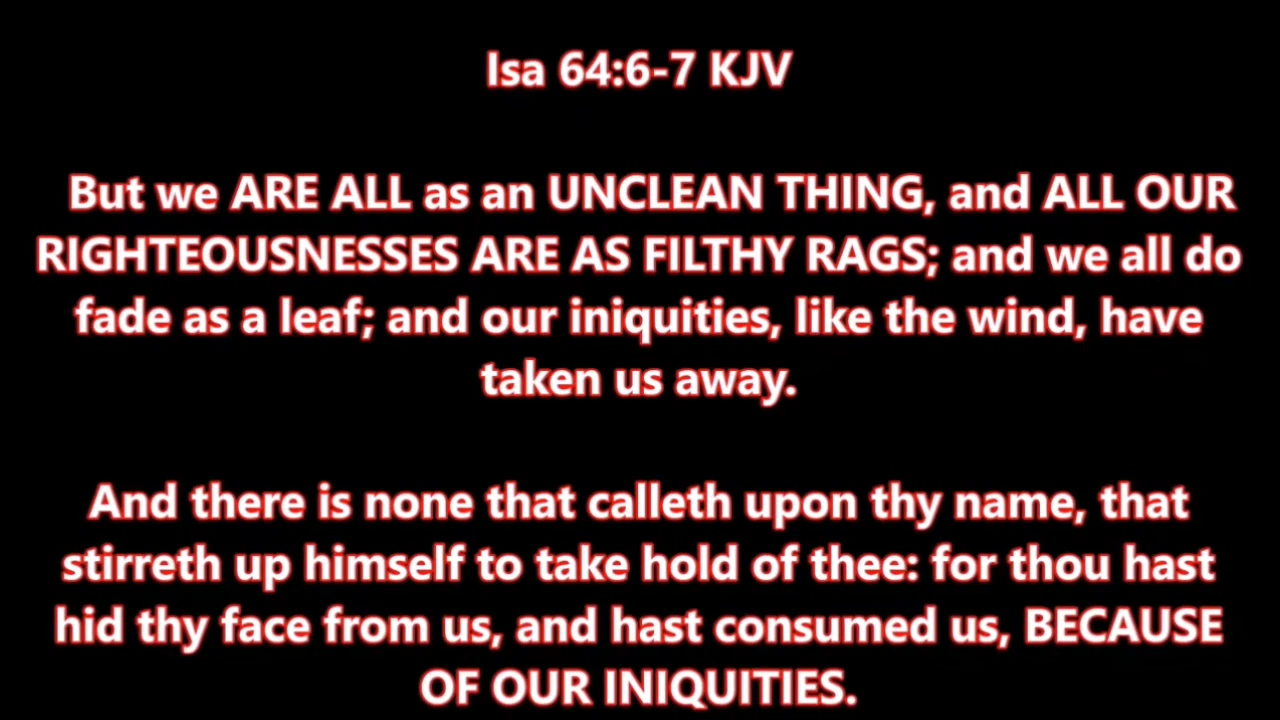 Isa 64:6-7 KJV
But we ARE ALL as an UNCLEAN THING, and ALL OUR
RIGHTEOUSNESSES ARE AS FILTHY RAGS; and we all do
fade as a leaf; and our iniquities, like the wind, have
taken us away.
And there is none that calleth upon thy name, that
stirreth up himself to take hold of thee: for thou hast
hid thy face from us, and hast consumed us, BECAUSE
OF OUR INIQUITIES.